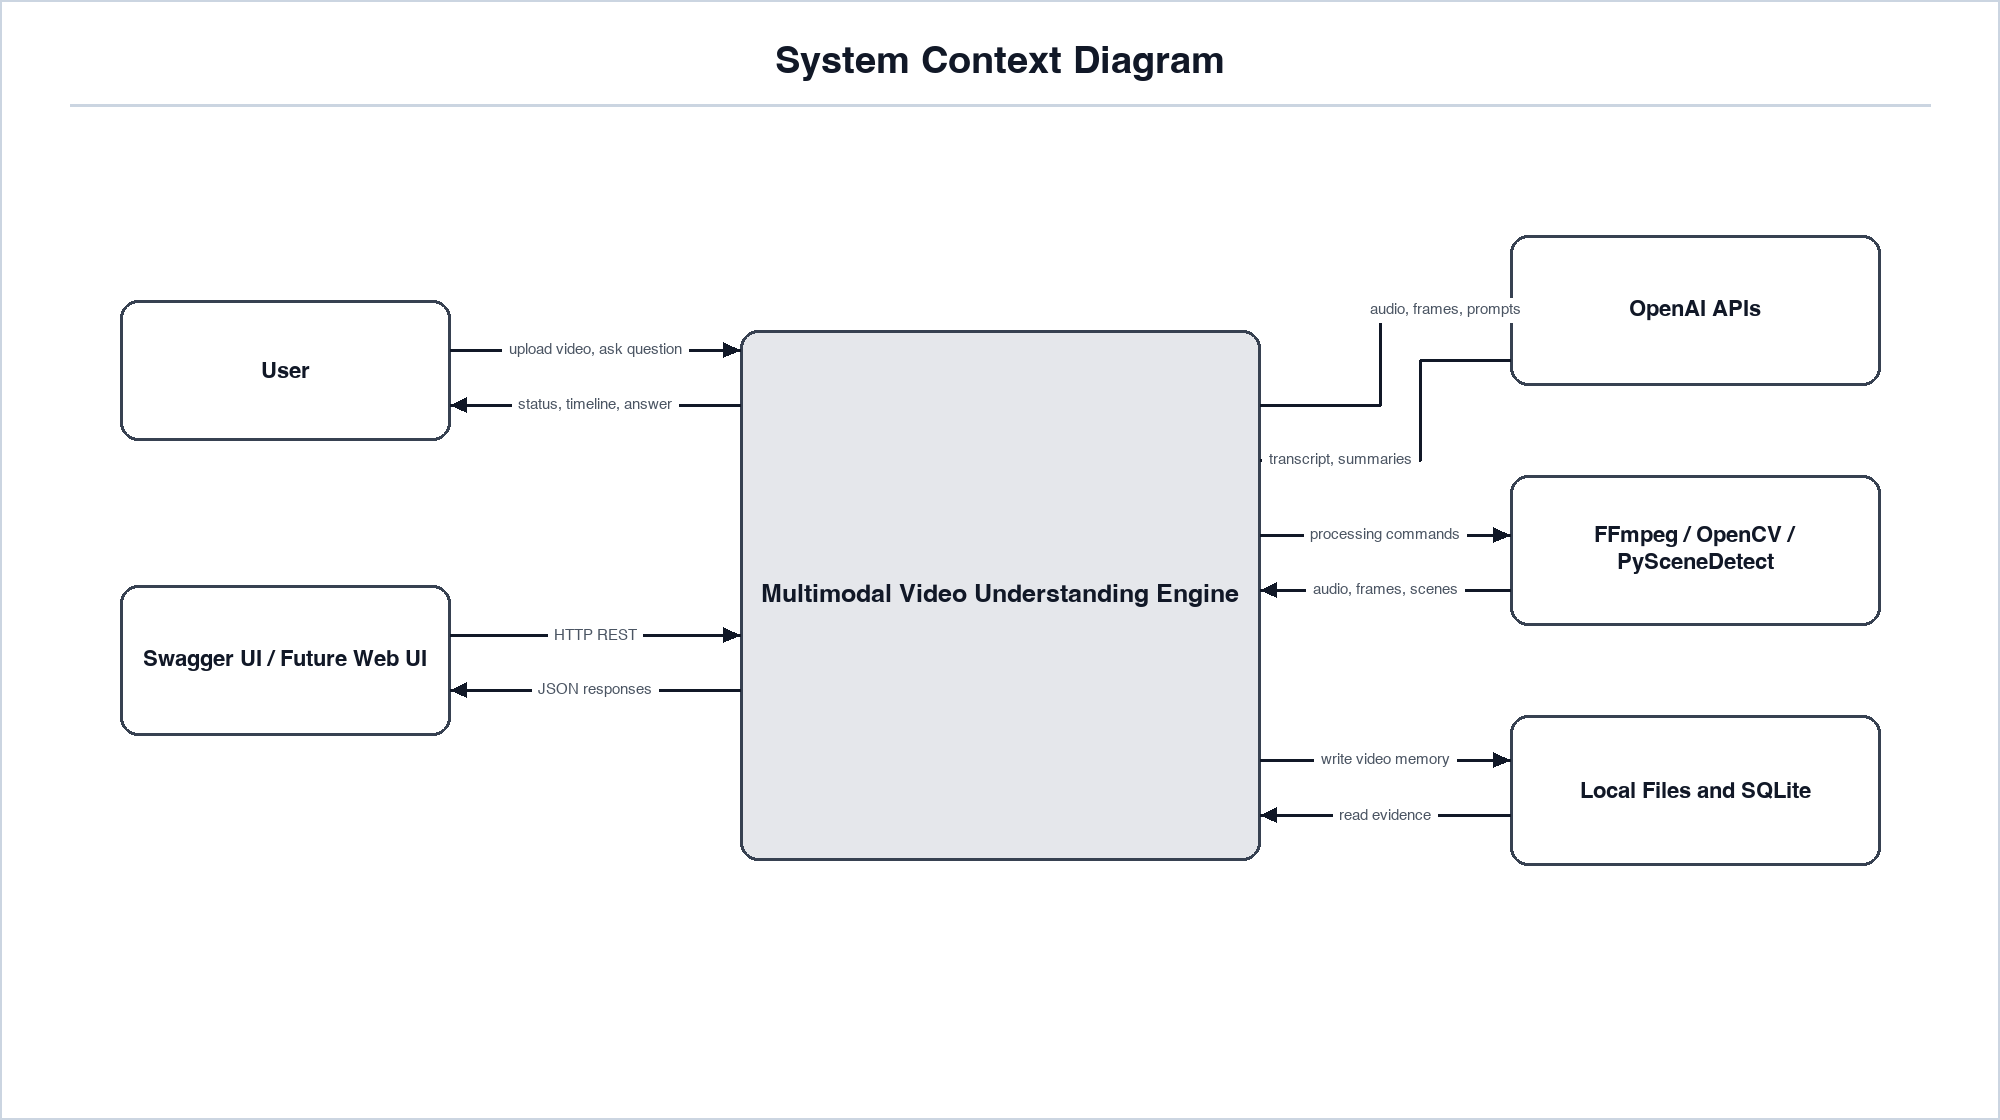 System Context Diagram
User
upload video, ask question
status, timeline, answer
Swagger UI / Future Web UI
HTTP REST
JSON responses
Multimodal Video Understanding Engine
audio, frames, prompts
OpenAI APIs
transcript, summaries
processing commands
FFmpeg / OpenCV /
PySceneDetect
audio, frames, scenes
write video memory
Local Files and SQLite
read evidence